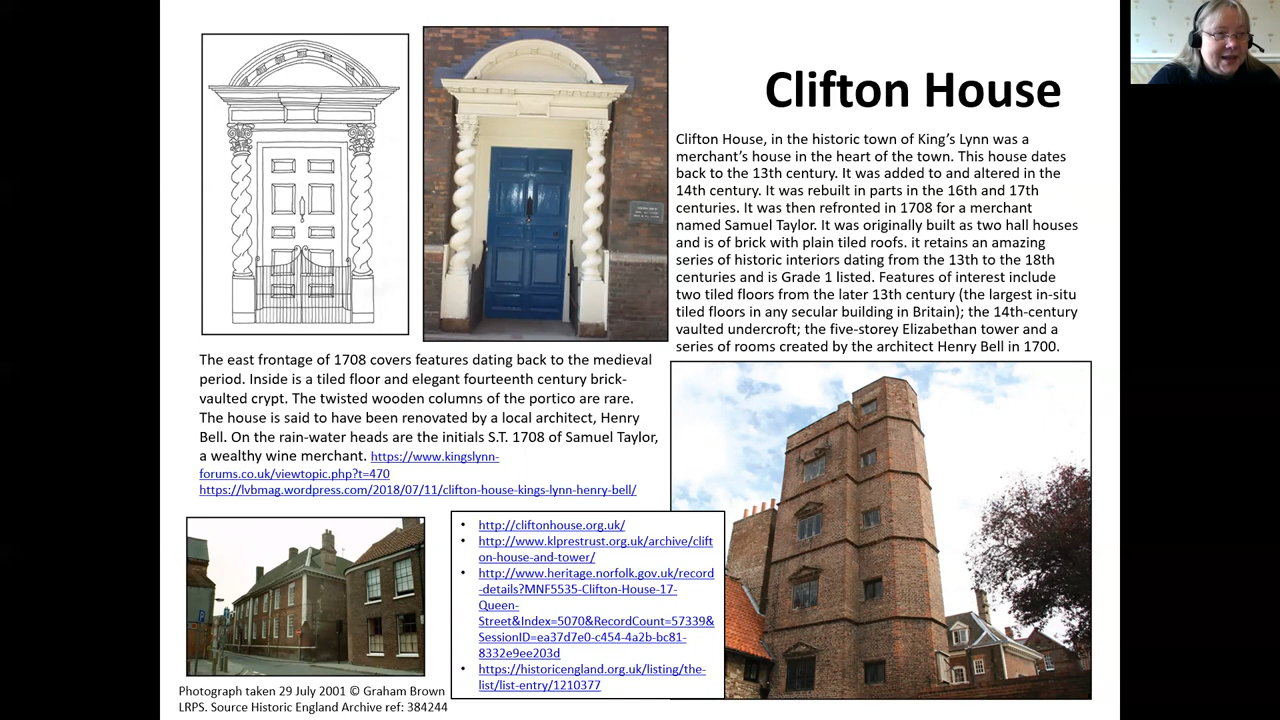 Clifton House
Clifton House, in the historic town of King's Lynn was a
merchant's house in the heart of the town. This house dates
back to the 13th century. It was added to and altered in the
14th century. It was rebuilt in parts in the 16th and 17th
centuries. It was then refronted in 1708 for a merchant
named Samuel Taylor. It was originally built as two hall houses
and is of brick with plain tiled roofs. it retains an amazing
series of historic interiors dating from the 13th to the 18th
centuries and is Grade 1 listed. Features of interest include
two tiled floors from the later 13th century (the largest in-situ
tiled floors in any secular building in Britain); the 14th-century
vaulted undercroft; the five-storey Elizabethan tower and a
series of rooms created by the architect Henry Bell in 1700.
The east frontage of 1708 covers features dating back to the medieval
period. Inside is a tiled floor and elegant fourteenth century brick-
vaulted crypt. The twisted wooden columns of the portico are rare.
The house is said to have been renovated by a local architect, Henry
Bell. On the rain-water heads are the initials S.T. 1708 of Samuel Taylor,
a wealthy wine merchant. https://www.kingslynn-
forums.co.uk/viewtopic.php?t=470
https://lvbmag.wordpress.com/2018/07/11/clifton-house-kings-lynn-henry-bell/
• http://cliftonhouse.org.uk/
• http://www.klprestrust.org.uk/archive/clift
on-house-and-tower/
• http://www.heritage.norfolk.gov.uk/record
-details?MNF5535-Clifton-House-17-
Queen-
Street&Index=5070&RecordCount=57339&
SessionID=ea37d7e0-c454-4a2b-bc81-
8332e9ee203d
• https://historicengland.org.uk/listing/the-
list/list-entry/1210377
Photograph taken 29 July 2001 © Graham Brown
LRPS. Source Historic England Archive ref: 384244